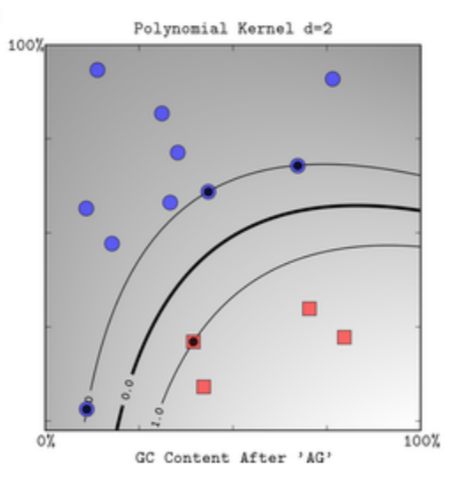 Polynomial Kernel d=2
100%
0.0
1.0
0%
100%
GC Content After 'AG'